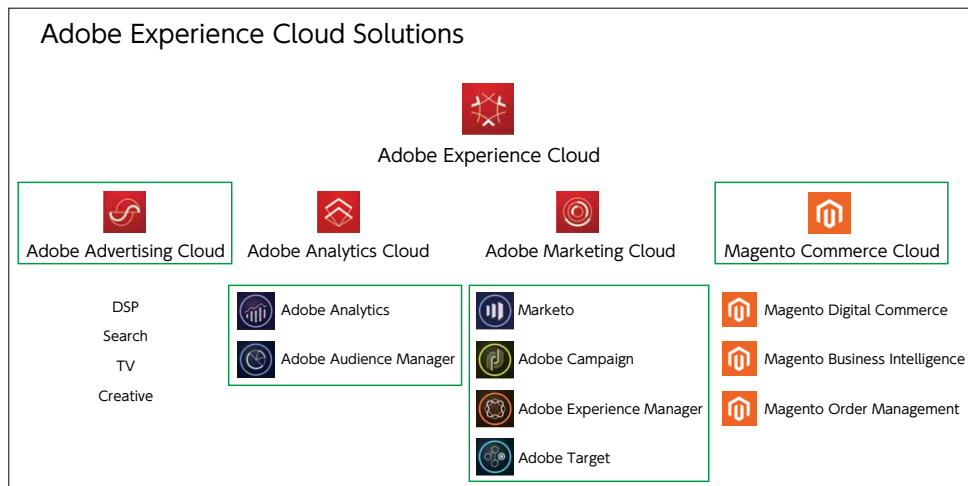 Adobe Experience Cloud Solutions
Adobe Experience Cloud
Adobe Advertising Cloud
Adobe Analytics Cloud
Adobe Marketing Cloud
Magento Commerce Cloud
DSP
Search
TV
Creative
Adobe Analytics
Adobe Audience Manager
Marketo
Adobe Campaign
Adobe Experience Manager
Adobe Target
Magento Digital Commerce
Magento Business Intelligence
Magento Order Management